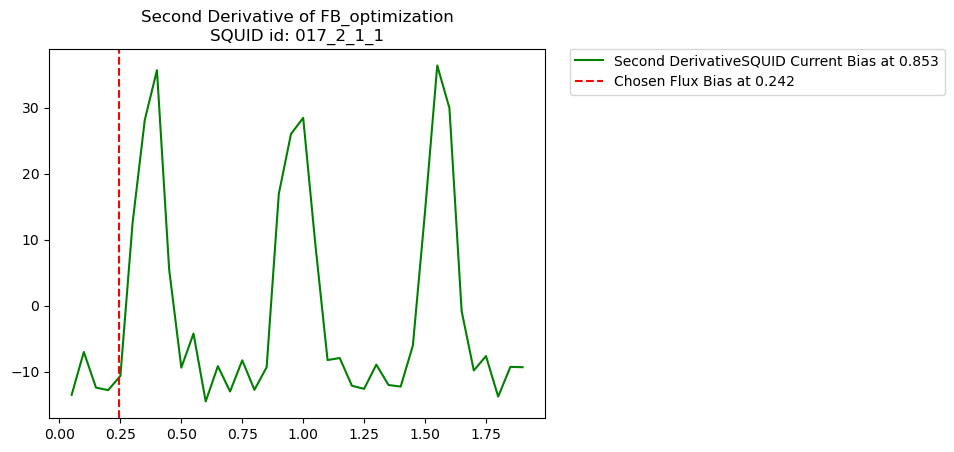 Second Derivative of FB_optimization
SQUID id: 017_2_1_1
Second DerivativeSQUID Current Bias at 0.853
Chosen Flux Bias at 0.242
30
20
10
0
−10
0.00 0.25 0.50 0.75 1.00 1.25 1.50 1.75